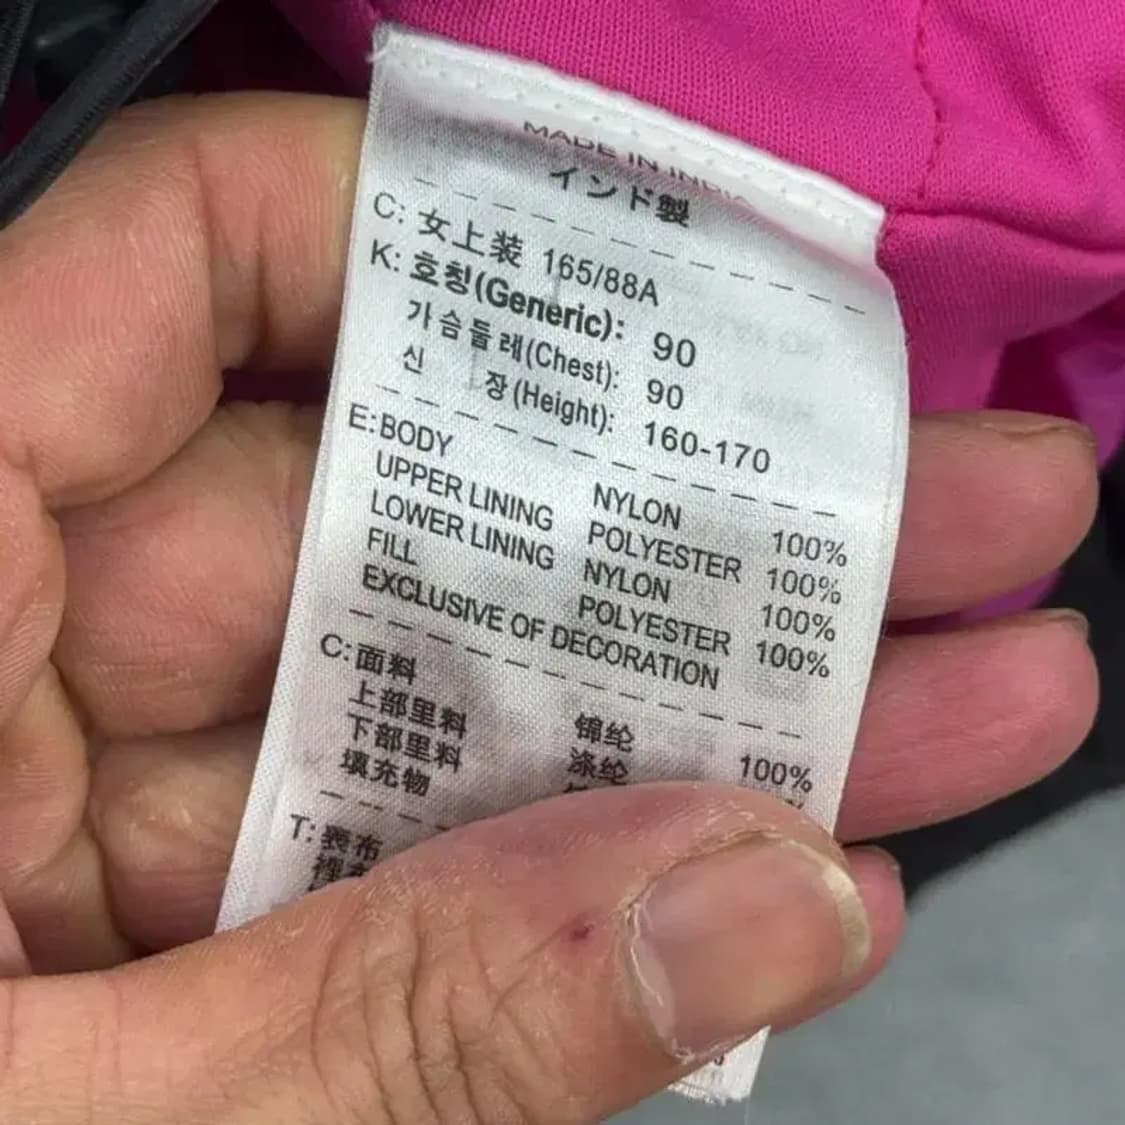 MADE IN INDIA
インド製
C: 女上装 165/88A
K: 호칭(Generic): 90
가슴둘레(Chest): 90
신 장(Height): 160-170
E:BODY NYLON 100%
UPPER LINING POLYESTER 100%
LOWER LINING NYLON 100%
FILL POLYESTER 100%
EXCLUSIVE OF DECORATION
C:面料 锦纶 100%
上部里料 涤纶
下部里料
填充物
T:表布